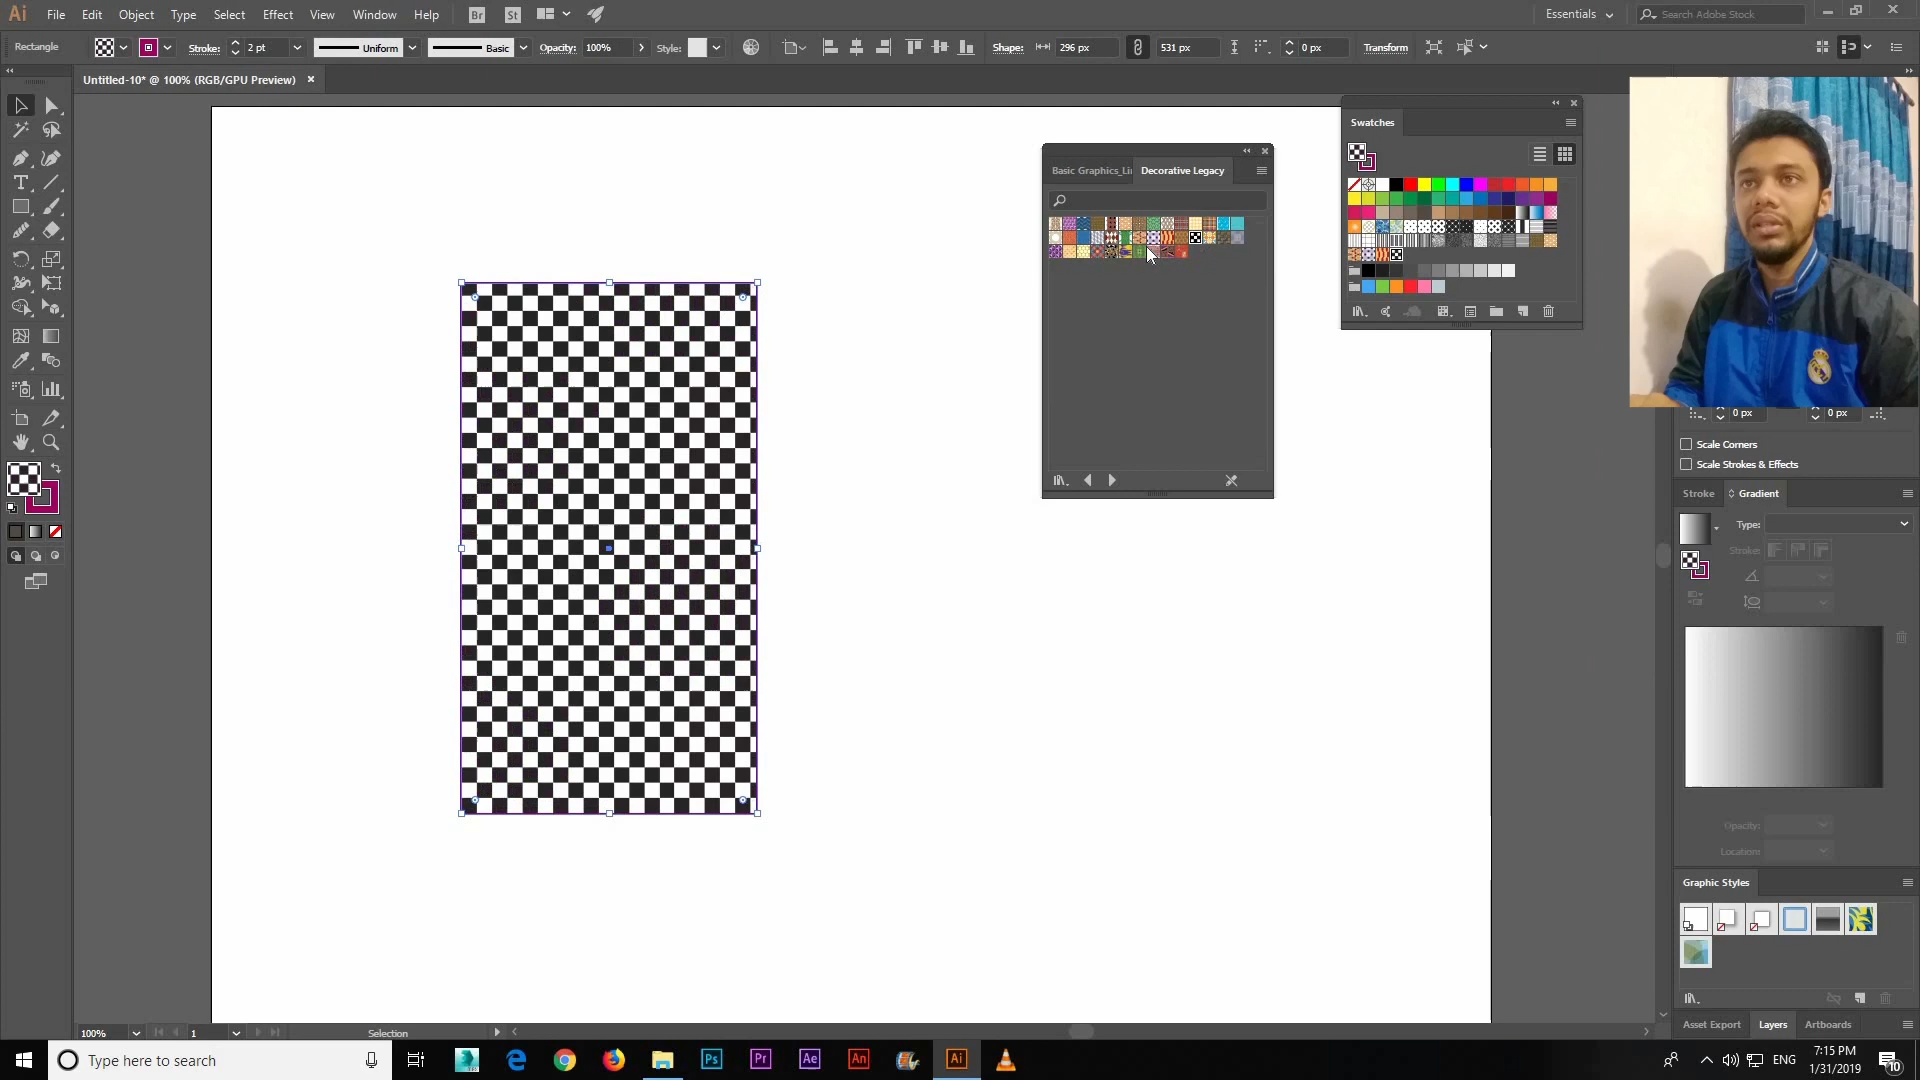 Ai File Edit Object Type Select Effect View Window Help Br St Essentials Search Adobe Stock
Rectangle Stroke: 2 pt Uniform Basic Opacity: 100% Style: Shape: 296 px 531 px 0 px Transform
Untitled-10* @ 100% (RGB/GPU Preview)
Swatches
Basic Graphics_Li Decorative Legacy
0 px 0 px
Scale Corners
Scale Strokes & Effects
Stroke Gradient
Type:
Stroke:
Opacity:
Location:
Graphic Styles
Asset Export Layers Artboards
100% 1 Selection
Type here to search Ps Pr Ae An Ai ENG 7:15 PM
1/31/2019 10